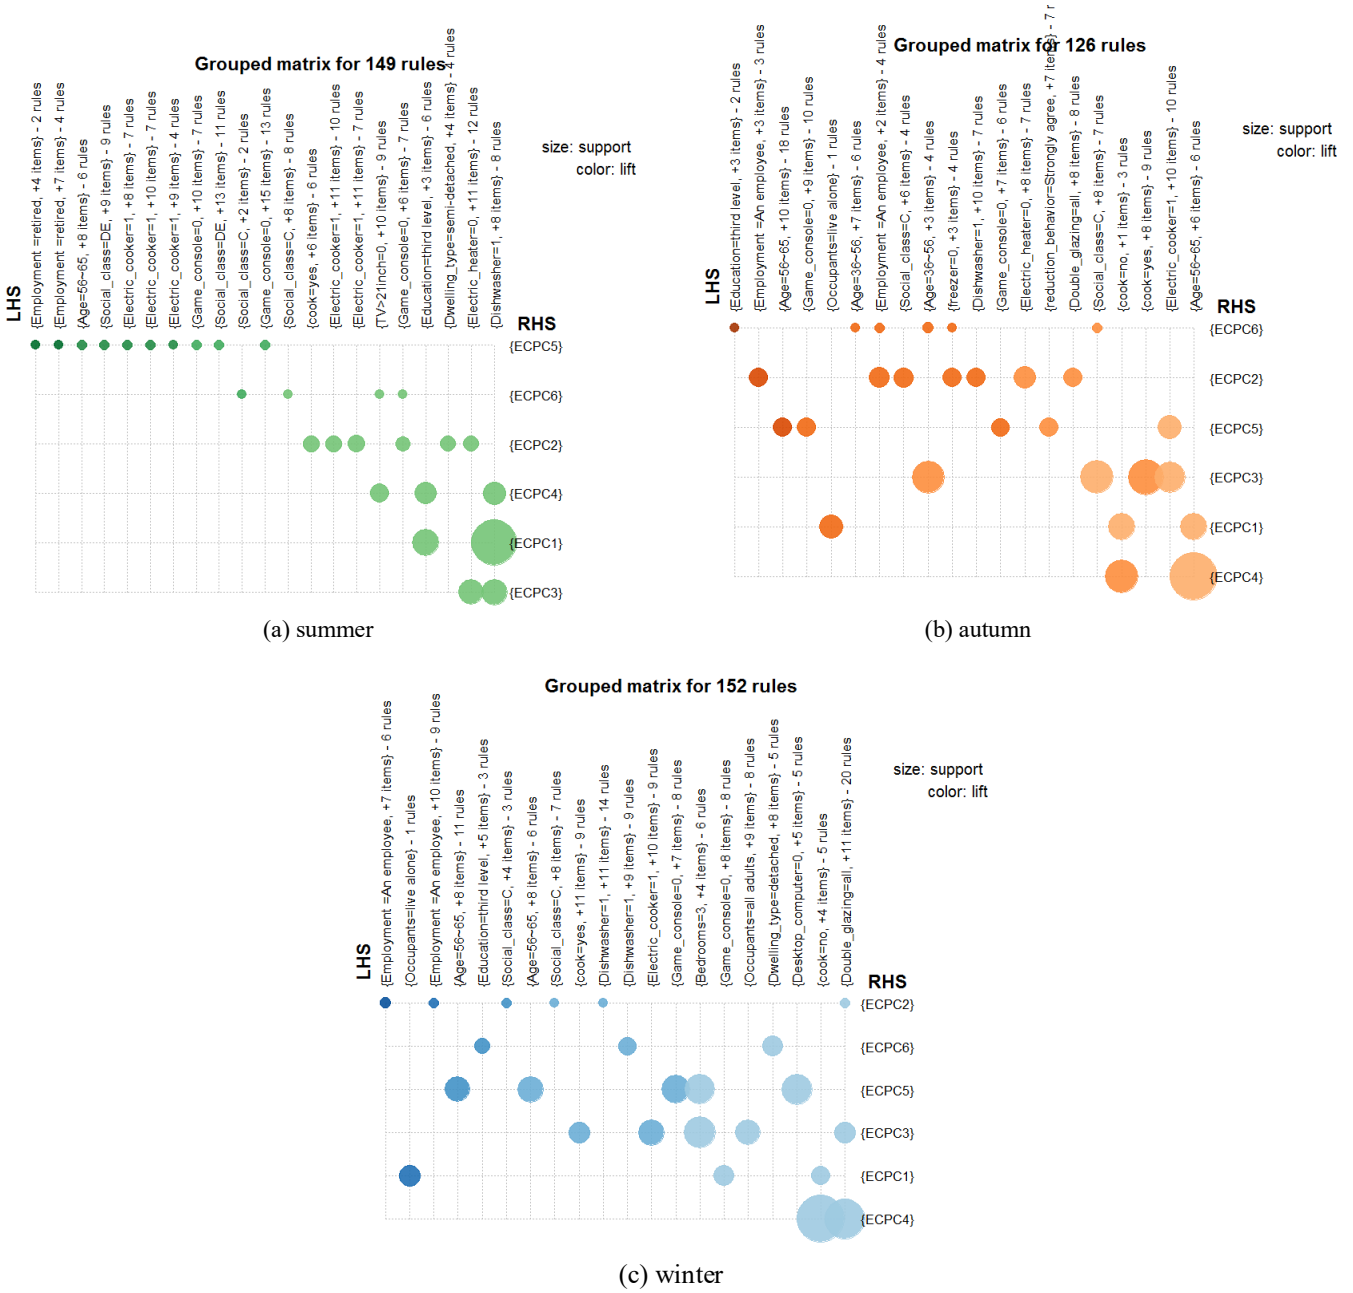 Grouped matrix for 149 rules
size: support
color: lift
LHS
{Employment =retired, +4 items} - 2 rules
{Employment =retired, +7 items} - 4 rules
{Age=56~65, +8 items} - 6 rules
{Social_class=DE, +9 items} - 9 rules
{Electric_cooker=1, +8 items} - 7 rules
{Electric_cooker=1, +10 items} - 7 rules
{Electric_cooker=1, +9 items} - 4 rules
{Game_console=0, +10 items} - 7 rules
{Social_class=DE, +13 items} - 11 rules
{Social_class=C, +2 items} - 2 rules
{Game_console=0, +15 items} - 13 rules
{Social_class=C, +8 items} - 8 rules
{cook=yes, +6 items} - 6 rules
{Electric_cooker=1, +11 items} - 10 rules
{Electric_cooker=1, +11 items} - 7 rules
{TV>21Inch=0, +10 items} - 9 rules
{Game_console=0, +6 items} - 7 rules
{Education=third level, +3 items} - 6 rules
{Dwelling_type=semi-detached, +4 items} - 4 rules
{Electric_heater=0, +11 items} - 12 rules
{Dishwasher=1, +8 items} - 8 rules
RHS
{ECPC5}
{ECPC6}
{ECPC2}
{ECPC4}
{ECPC1}
{ECPC3}
(a) summer
Grouped matrix for 126 rules
size: support
color: lift
LHS
{Education=third level, +3 items} - 2 rules
{Employment =An employee, +3 items} - 3 rules
{Age=56~65, +10 items} - 18 rules
{Game_console=0, +9 items} - 10 rules
{Occupants=live alone} - 1 rules
{Age=36~56, +7 items} - 6 rules
{Employment =An employee, +2 items} - 4 rules
{Social_class=C, +6 items} - 4 rules
{Age=36~56, +3 items} - 4 rules
{freezer=0, +3 items} - 4 rules
{Dishwasher=1, +10 items} - 7 rules
{Game_console=0, +7 items} - 6 rules
{Electric_heater=0, +8 items} - 7 rules
{reduction_behavior=Strongly agree, +7 items} - 7 r
{Double_glazing=all, +8 items} - 8 rules
{Social_class=C, +8 items} - 7 rules
{cook=no, +1 items} - 3 rules
{cook=yes, +8 items} - 9 rules
{Electric_cooker=1, +10 items} - 10 rules
{Age=56~65, +6 items} - 6 rules
RHS
{ECPC6}
{ECPC2}
{ECPC5}
{ECPC3}
{ECPC1}
{ECPC4}
(b) autumn
Grouped matrix for 152 rules
size: support
color: lift
LHS
{Employment =An employee, +7 items} - 6 rules
{Occupants=live alone} - 1 rules
{Employment =An employee, +10 items} - 9 rules
{Age=56~65, +8 items} - 11 rules
{Education=third level, +5 items} - 3 rules
{Social_class=C, +4 items} - 3 rules
{Age=56~65, +8 items} - 6 rules
{Social_class=C, +8 items} - 7 rules
{cook=yes, +11 items} - 9 rules
{Dishwasher=1, +11 items} - 14 rules
{Dishwasher=1, +9 items} - 9 rules
{Electric_cooker=1, +10 items} - 9 rules
{Game_console=0, +7 items} - 8 rules
{Bedrooms=3, +4 items} - 6 rules
{Game_console=0, +8 items} - 8 rules
{Occupants=all adults, +9 items} - 8 rules
{Dwelling_type=detached, +8 items} - 5 rules
{Desktop_computer=0, +5 items} - 5 rules
{cook=no, +4 items} - 5 rules
{Double_glazing=all, +11 items} - 20 rules
RHS
{ECPC2}
{ECPC6}
{ECPC5}
{ECPC3}
{ECPC1}
{ECPC4}
(c) winter